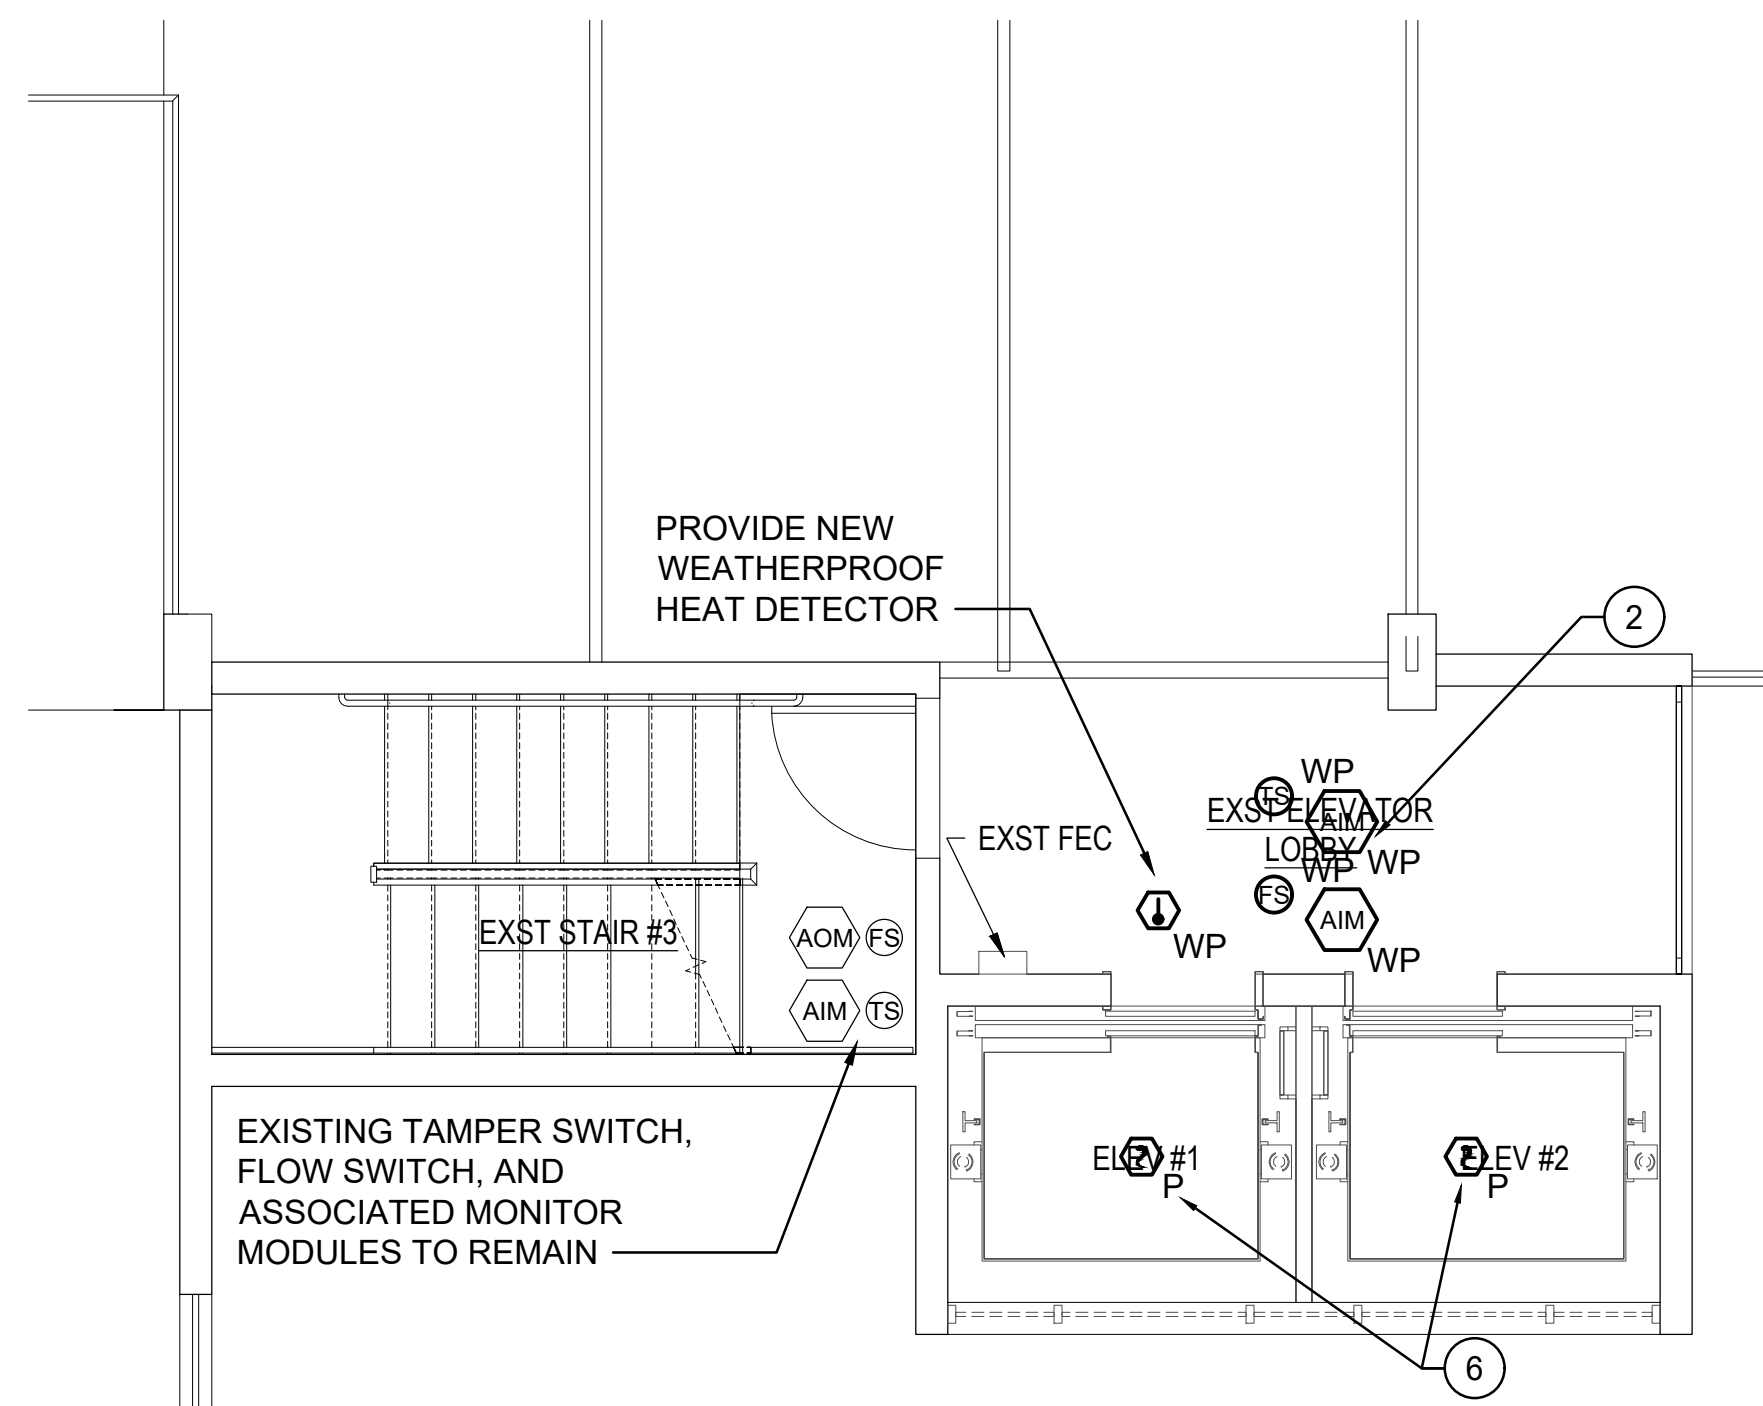 PROVIDE NEW
WEATHERPROOF
HEAT DETECTOR
2
WP
TS
EXST ELEVATOR
AIM
LOBBY
WP
WP
EXST FEC
FS
AIM
WP
WP
EXST STAIR #3
AOM
FS
AIM
TS
EXISTING TAMPER SWITCH,
FLOW SWITCH, AND
ASSOCIATED MONITOR
MODULES TO REMAIN
ELEV #1
P
ELEV #2
P
6